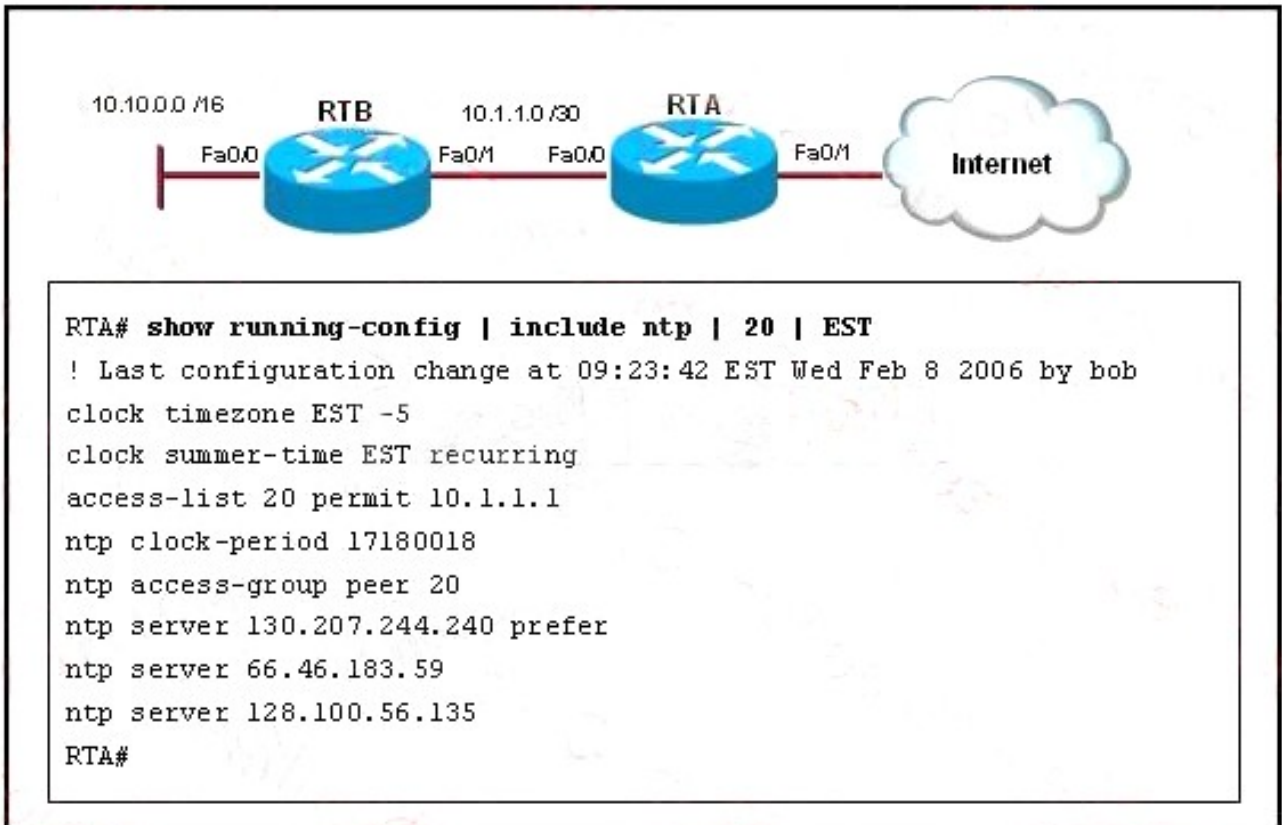 10.10.0.0 /16
RTB
10.1.1.0 /30
RTA
Fa0/0
Fa0/1
Fa0/0
Fa0/1
Internet
RTA# show running-config | include ntp | 20 | EST
! Last configuration change at 09:23:42 EST Wed Feb 8 2006 by bob
clock timezone EST -5
clock summer-time EST recurring
access-list 20 permit 10.1.1.1
ntp clock-period 17180018
ntp access-group peer 20
ntp server 130.207.244.240 prefer
ntp server 66.46.183.59
ntp server 128.100.56.135
RTA#